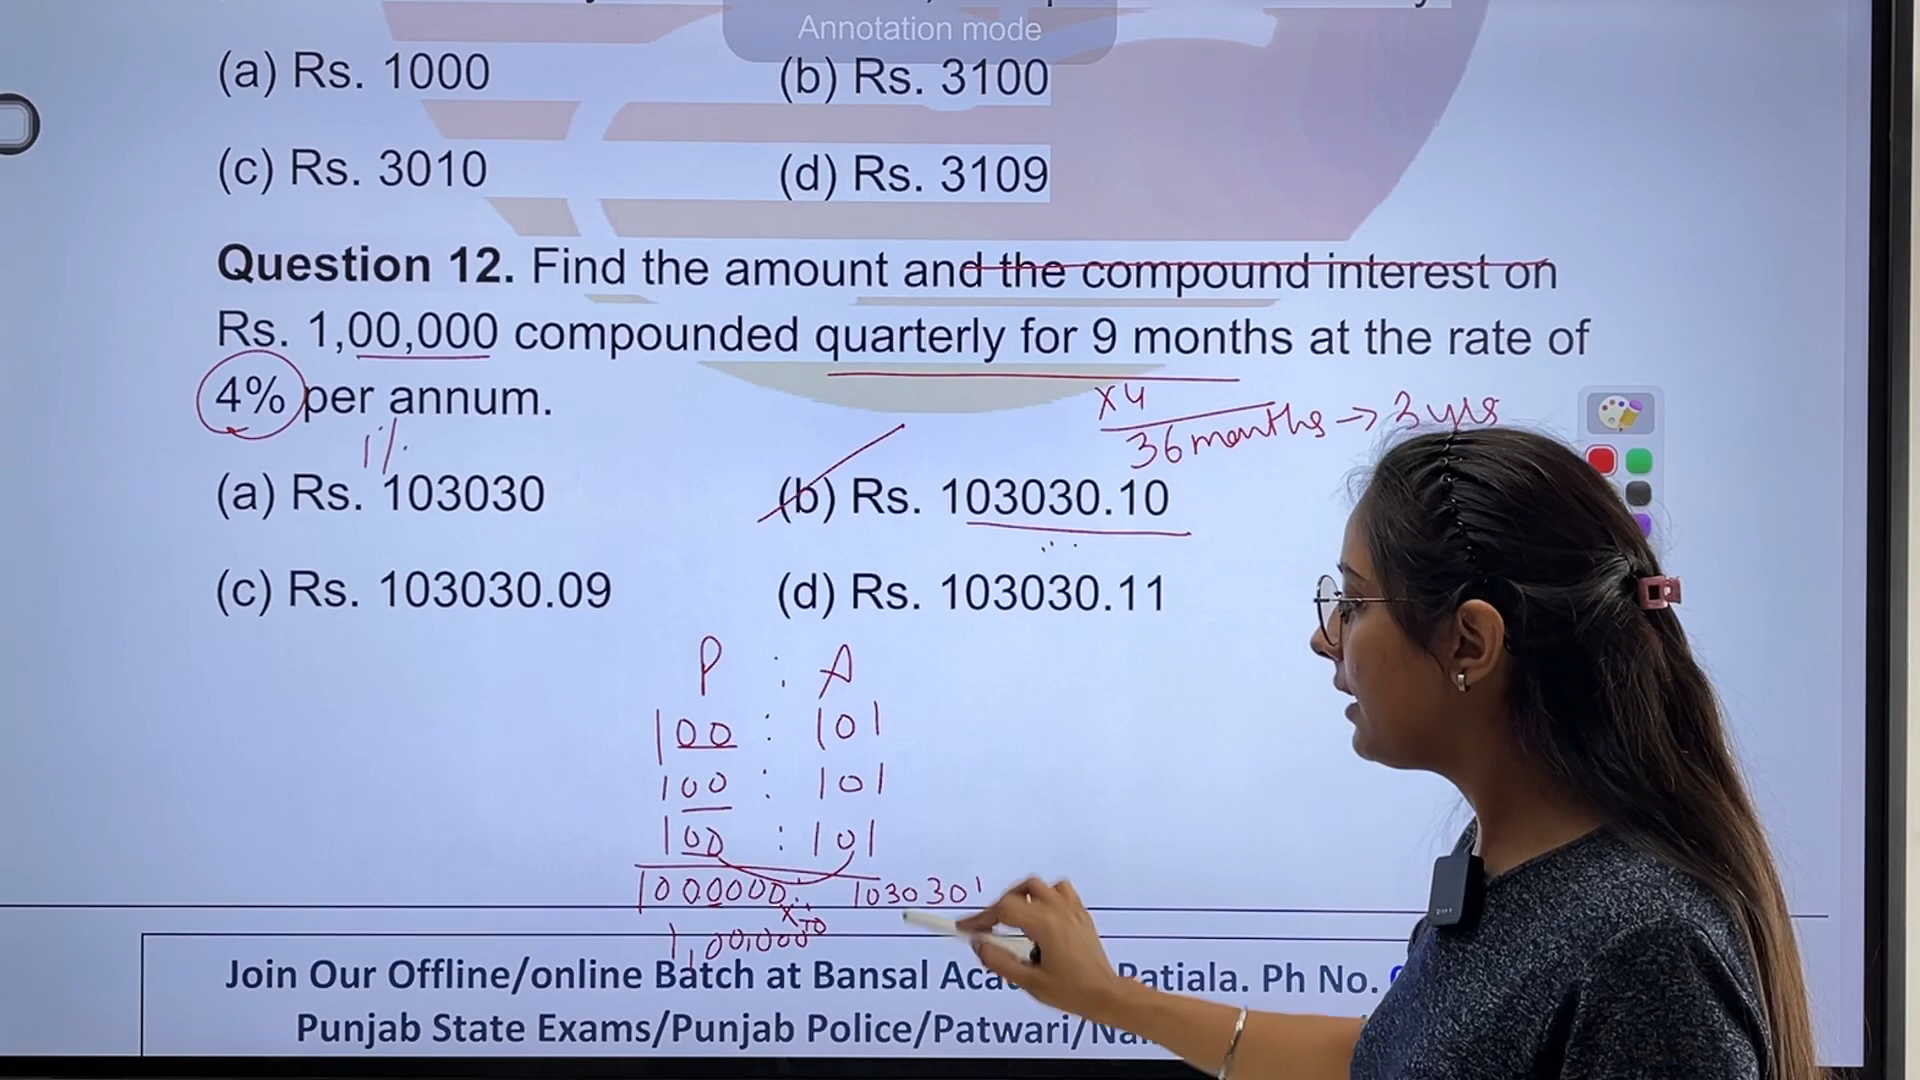 Annotation mode
(a) Rs. 1000 (b) Rs. 3100
(c) Rs. 3010 (d) Rs. 3109
Question 12. Find the amount and the compound interest on
Rs. 1,00,000 compounded quarterly for 9 months at the rate of
4% per annum.
×4
36 months → 3 yrs
1%
(a) Rs. 103030 (b) Rs. 103030.10
(c) Rs. 103030.09 (d) Rs. 103030.11
P : A
100 : 101
100 : 101
100 : 101
1000000 : 1030301
1,00,000
Join Our Offline/online Batch at Bansal Patiala. Ph No.
Punjab State Exams/Punjab Police/Patwari/